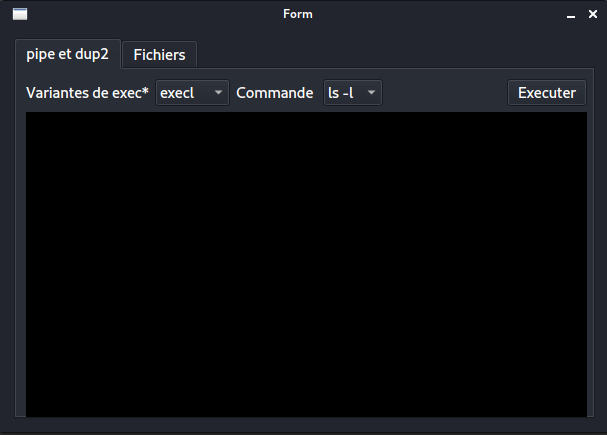 Form
pipe et dup2 Fichiers
Variantes de exec* execl Commande ls -l Executer